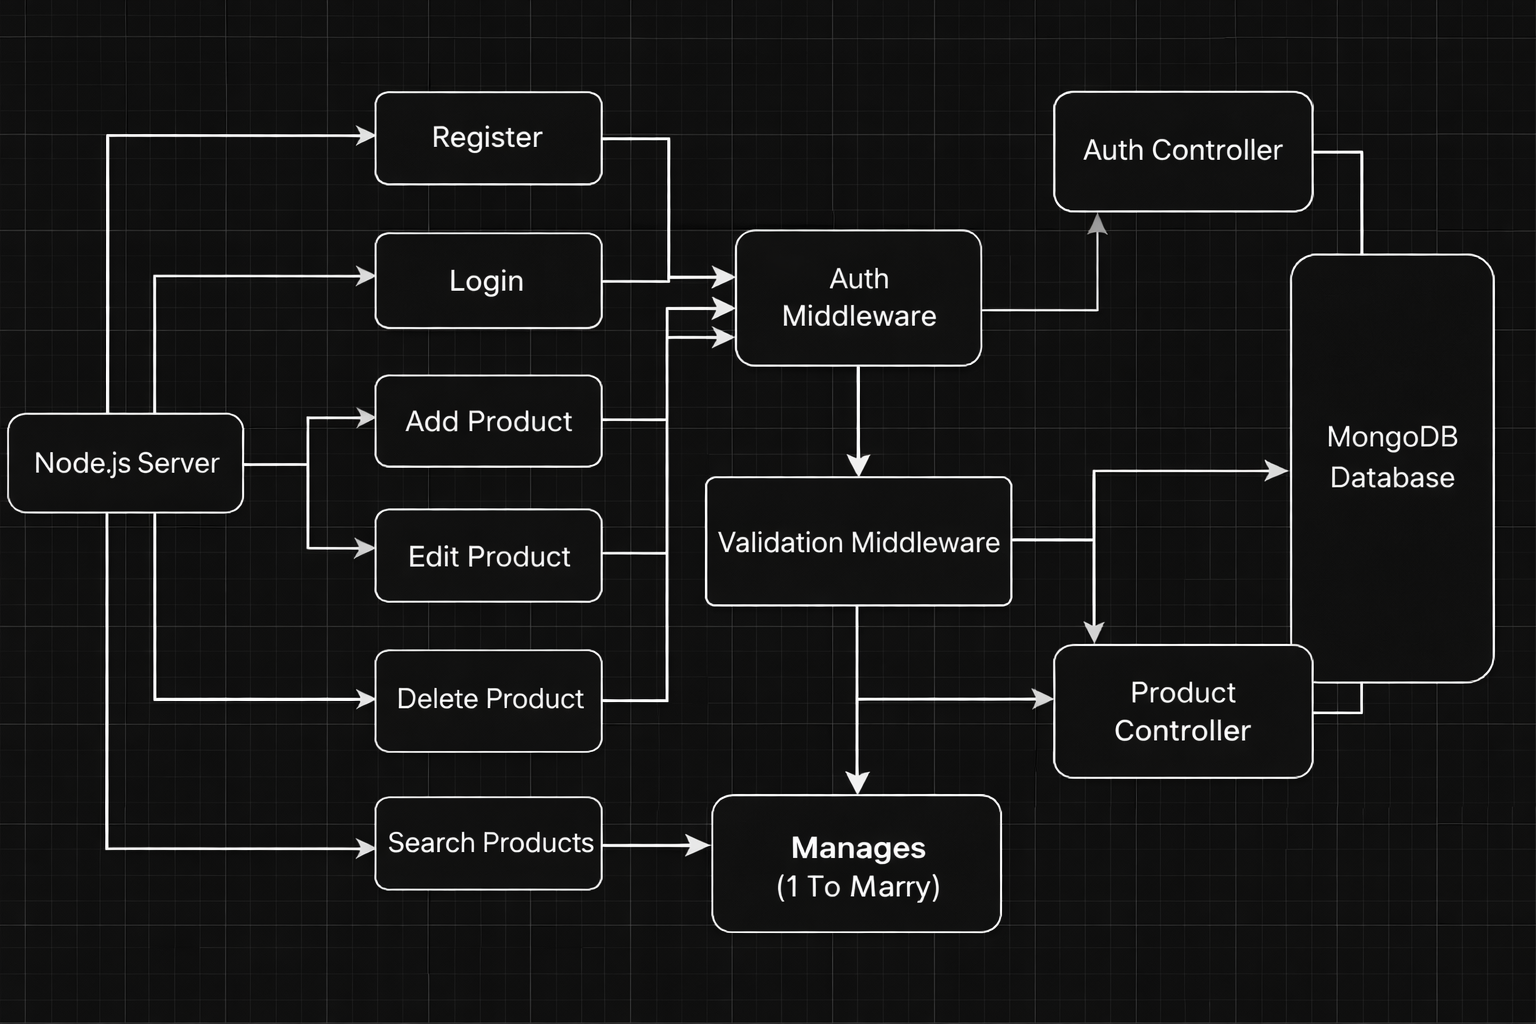 Register
Auth Controller
Login
Auth
Middleware
Add Product
Node.js Server
MongoDB
Database
Edit Product
Validation Middleware
Delete Product
Product
Controller
Search Products
Manages
(1 To Marry)